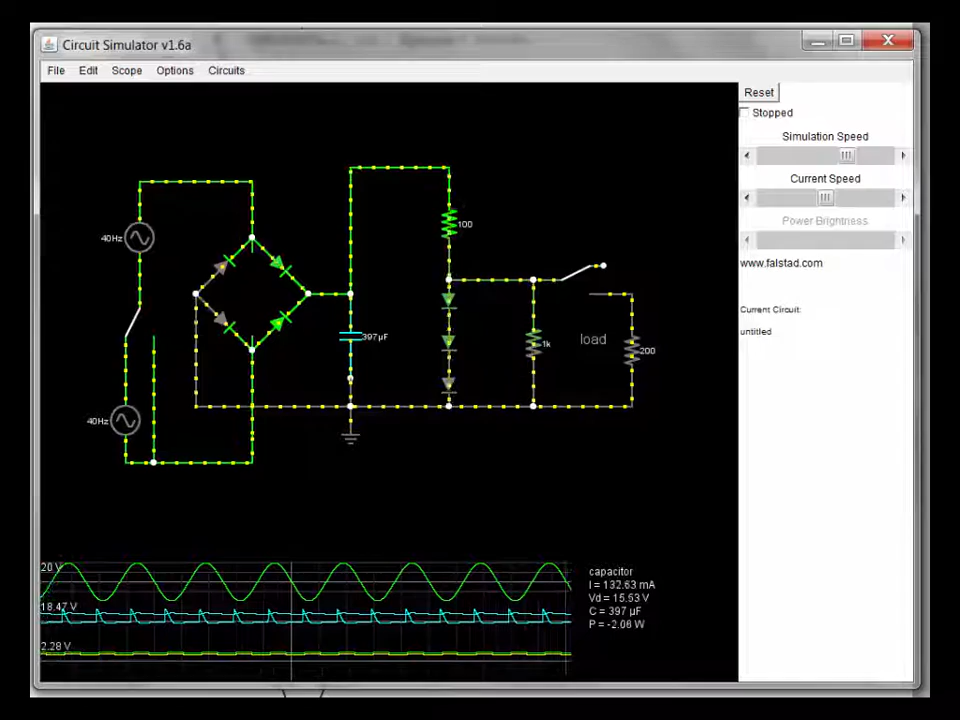 Circuit Simulator v1.6a
File Edit Scope Options Circuits
Reset
Stopped
Simulation Speed
Current Speed
Power Brightness
www.falstad.com
Current Circuit:
untitled
40Hz
100
397µF
1k
load
200
40Hz
20 V
18.47 V
2.28 V
capacitor
I = 132.63 mA
Vd = 15.53 V
C = 397 µF
P = -2.08 W